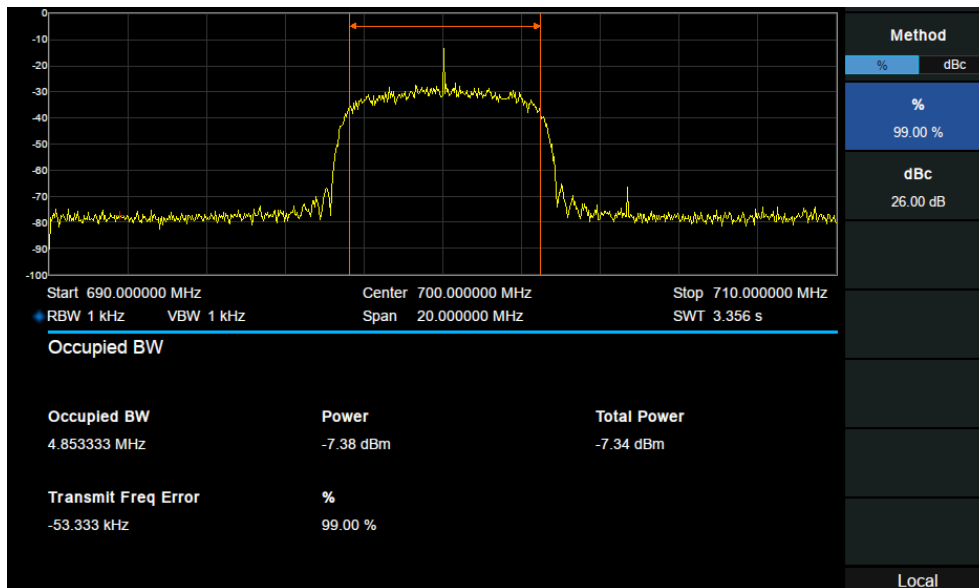 0
-10
-20
-30
-40
-50
-60
-70
-80
-90
-100
Start 690.000000 MHz Center 700.000000 MHz Stop 710.000000 MHz
RBW 1 kHz VBW 1 kHz Span 20.000000 MHz SWT 3.356 s
Occupied BW
Occupied BW Power Total Power
4.853333 MHz -7.38 dBm -7.34 dBm
Transmit Freq Error %
-53.333 kHz 99.00 %
Method
% dBc
%
99.00 %
dBc
26.00 dB
Local